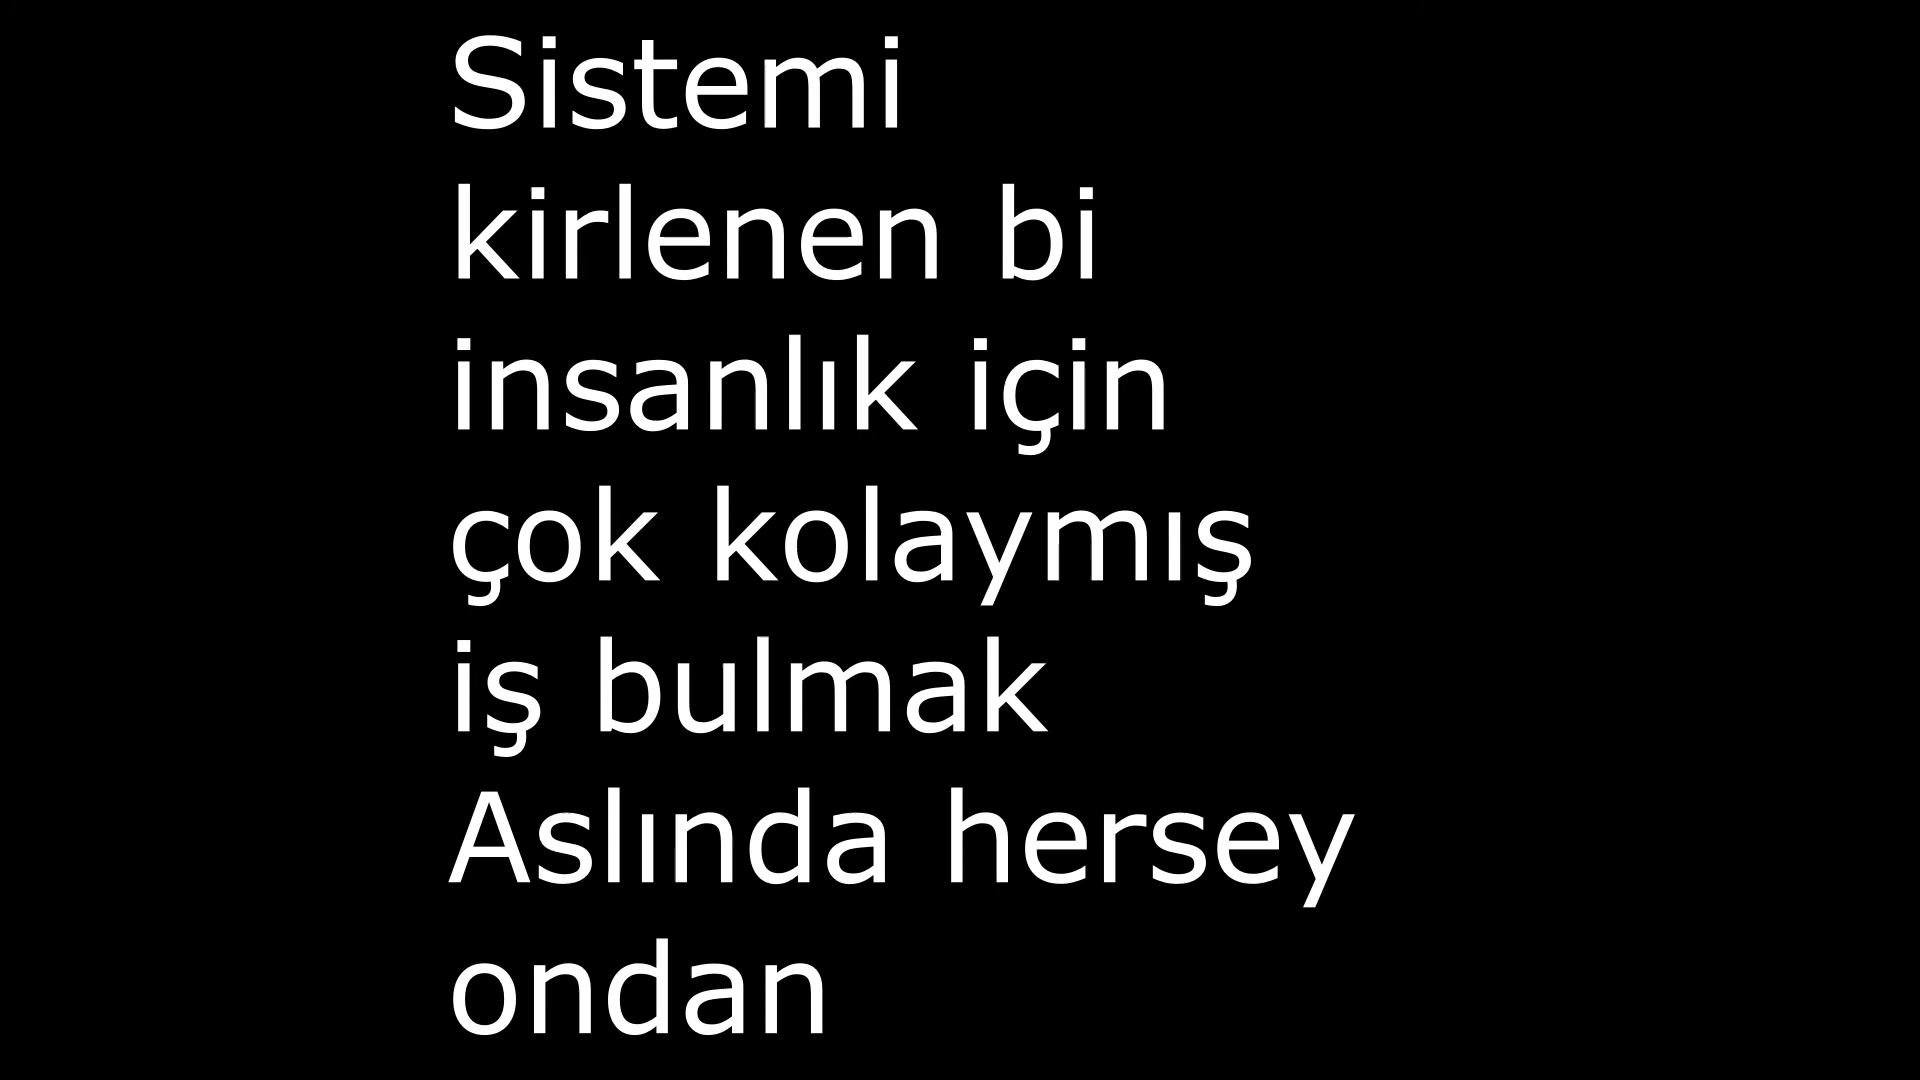 Sistemi
kirlenen bi
insanlık için
çok kolaymış
iş bulmak
Aslında hersey
ondan